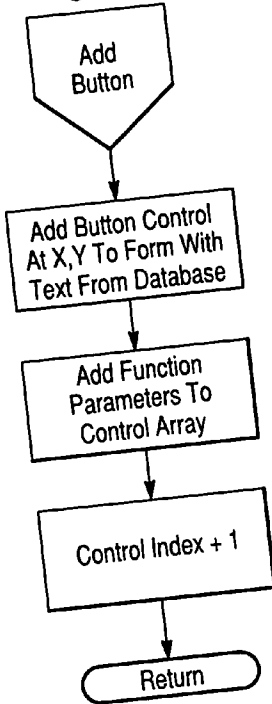 Add
Button
Add Button Control
At X,Y To Form With
Text From Database
Add Function
Parameters To
Control Array
Control Index + 1
Return